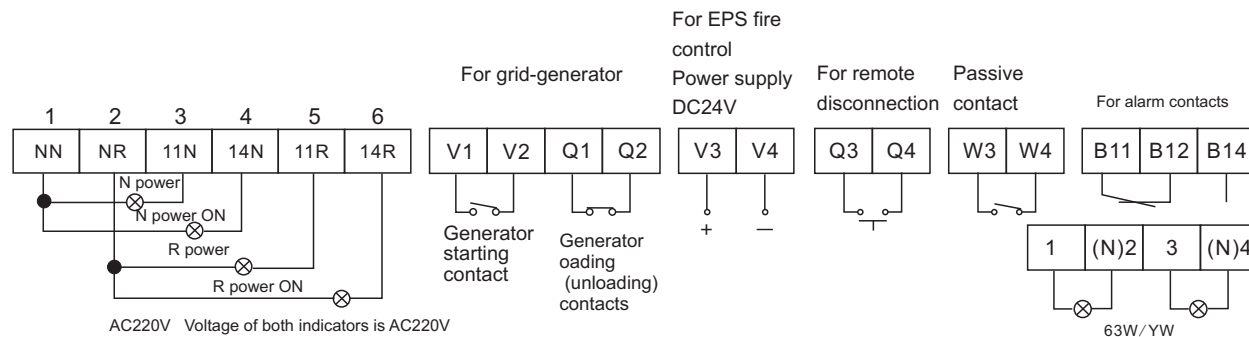 For EPS fire
control
Power supply
DC24V
For grid-generator
For remote
disconnection
Passive
contact
For alarm contacts
1 2 3 4 5 6
NN NR 11N 14N 11R 14R
V1 V2 Q1 Q2
V3 V4
Q3 Q4
W3 W4
B11 B12 B14
N power
N power ON
R power
R power ON
Generator
starting
contact
Generator
oading
(unloading)
contacts
+ —
1 (N)2 3 (N)4
63W/YW
AC220V Voltage of both indicators is AC220V